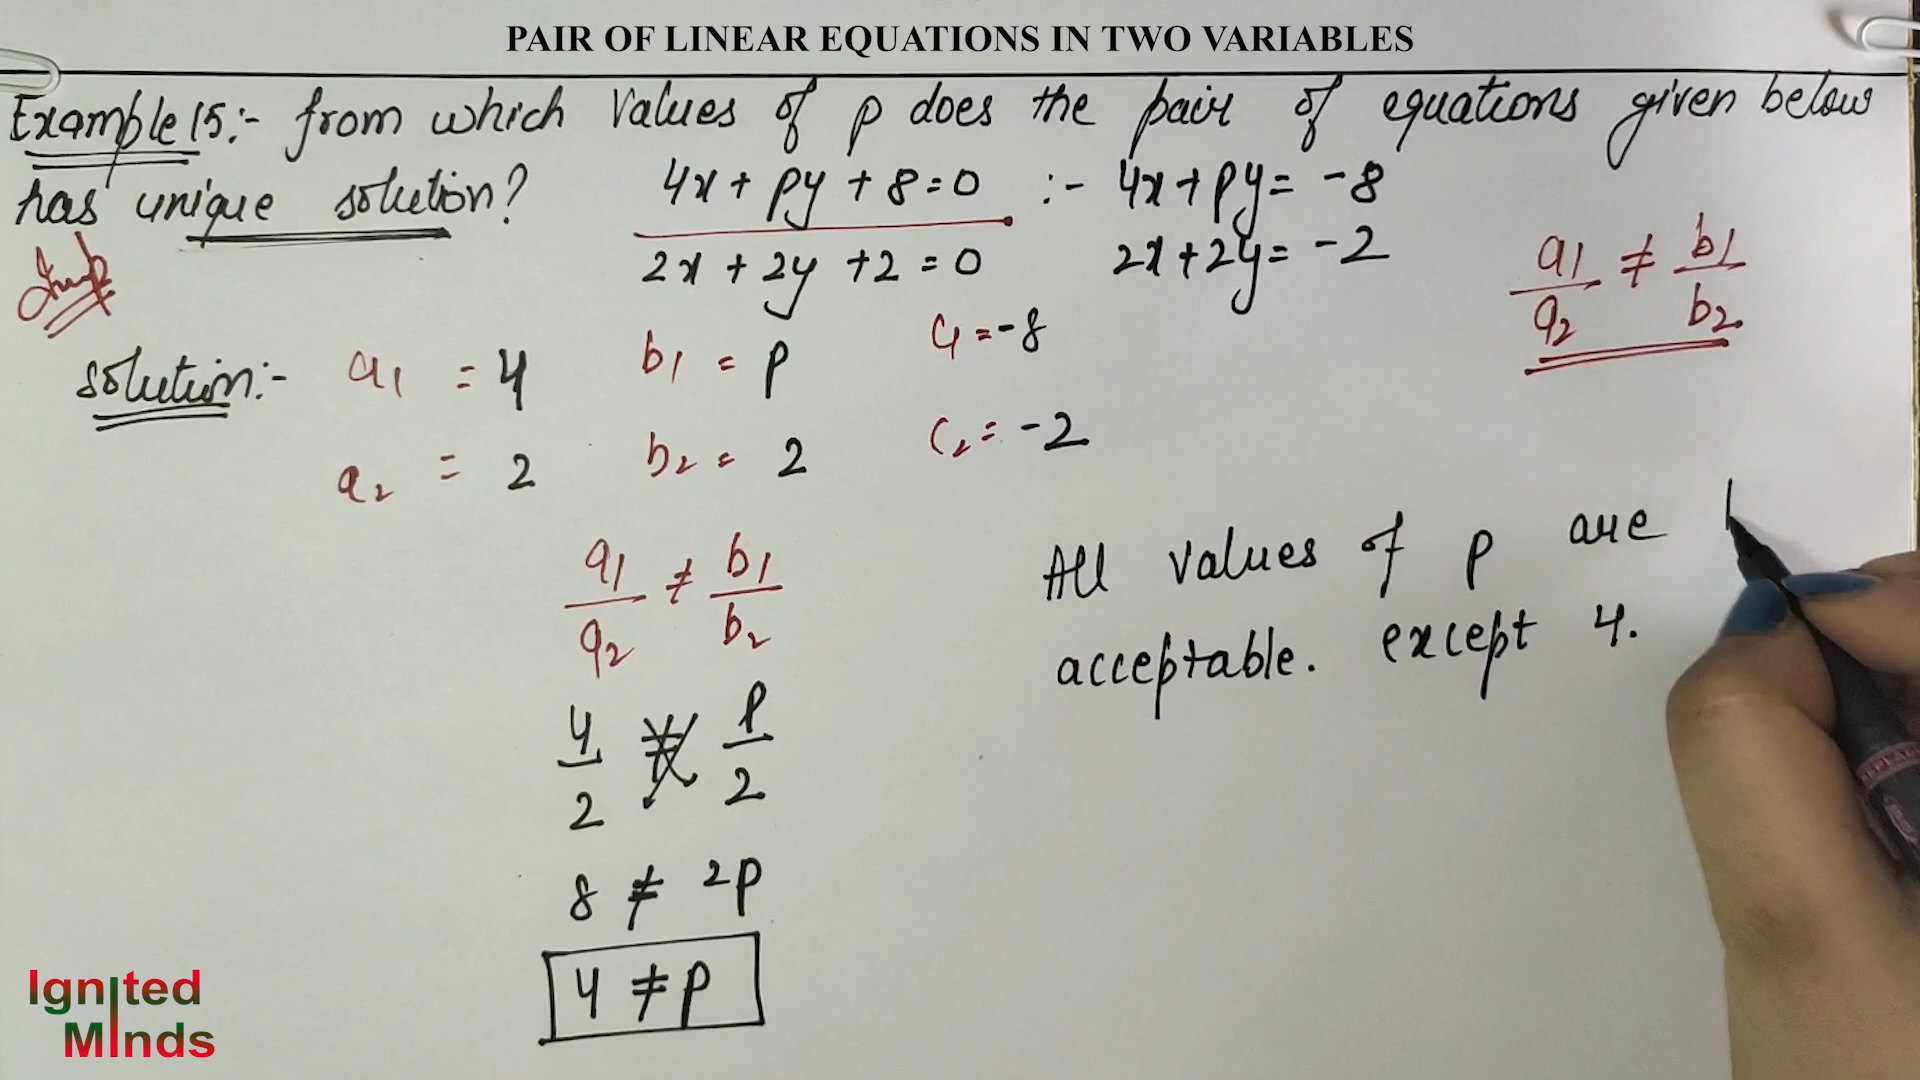 PAIR OF LINEAR EQUATIONS IN TWO VARIABLES
Example 15:- from which values of p does the pair of equations given below
has unique solution? 4x + py + 8 = 0 :- 4x + py = -8
2x + 2y + 2 = 0 2x + 2y = -2
Imp
a1/a2 ≠ b1/b2
Solution:- a1 = 4 b1 = p c1 = -8
a2 = 2 b2 = 2 c2 = -2
a1/a2 ≠ b1/b2
4/2 ≠ p/2
8 ≠ 2p
4 ≠ p
All values of p are
acceptable. except 4.
Ignited
Minds